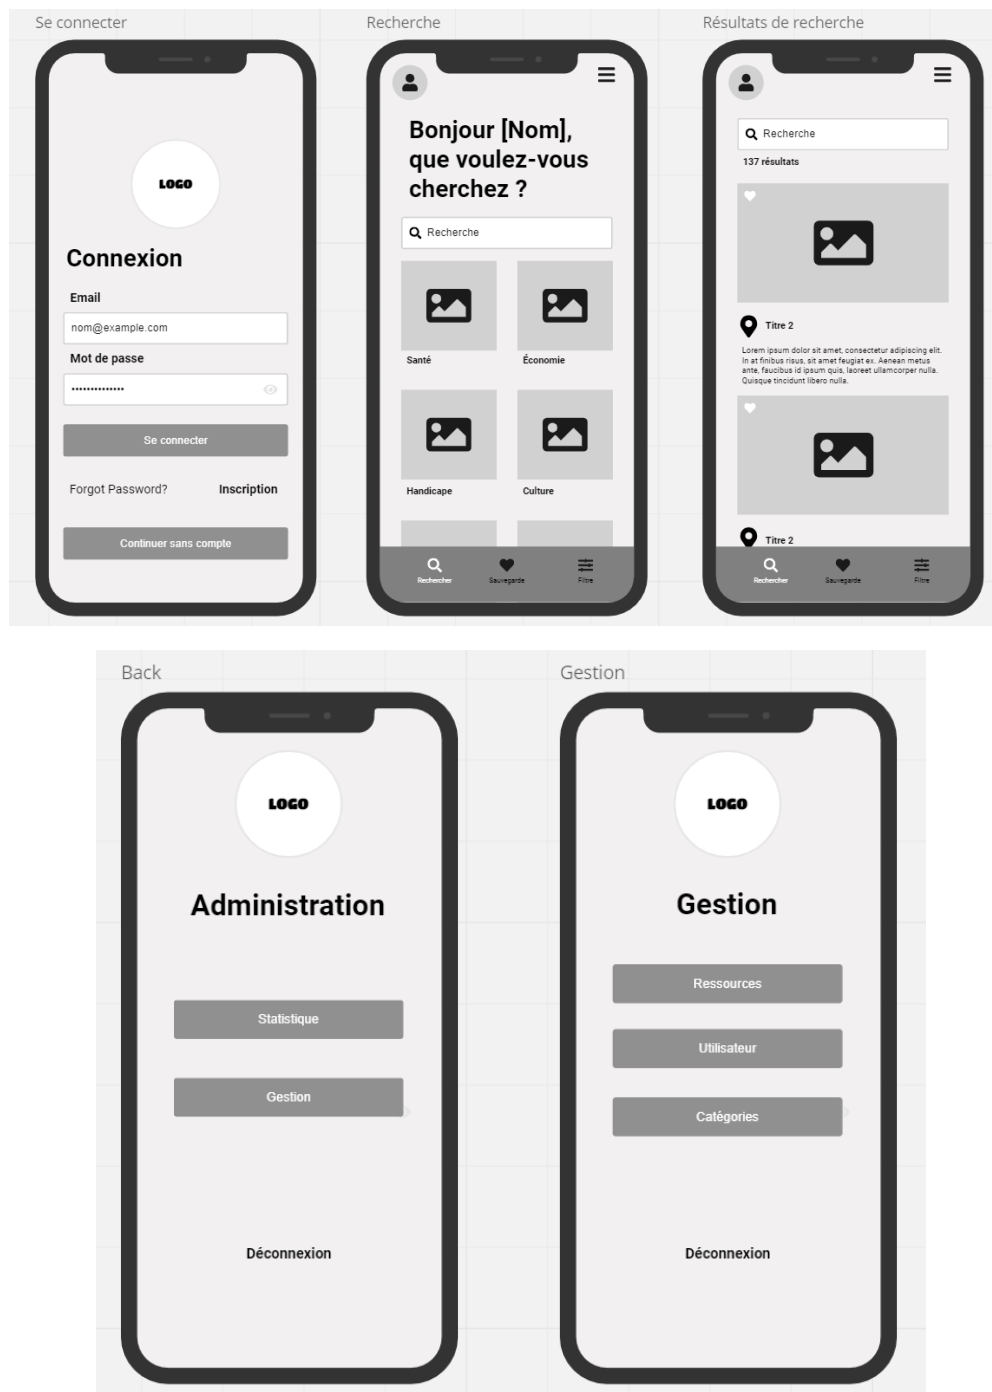 Se connecter
Recherche
Résultats de recherche
LOGO
Connexion
Email
nom@example.com
Mot de passe
••••••••••••••
Se connecter
Forgot Password?
Inscription
Continuer sans compte
Bonjour [Nom],
que voulez-vous
cherchez ?
Recherche
Santé
Économie
Handicape
Culture
Rechercher
Sauvegarde
Filtre
Recherche
137 résultats
Titre 2
Lorem ipsum dolor sit amet, consectetur adipiscing elit.
In at finibus risus, sit amet feugiat ex. Aenean metus
ante, faucibus id ipsum quis, laoreet ullamcorper nulla.
Quisque tincidunt libero nulla.
Titre 2
Rechercher
Sauvegarde
Filtre
Back
Gestion
LOGO
Administration
Statistique
Gestion
Déconnexion
LOGO
Gestion
Ressources
Utilisateur
Catégories
Déconnexion